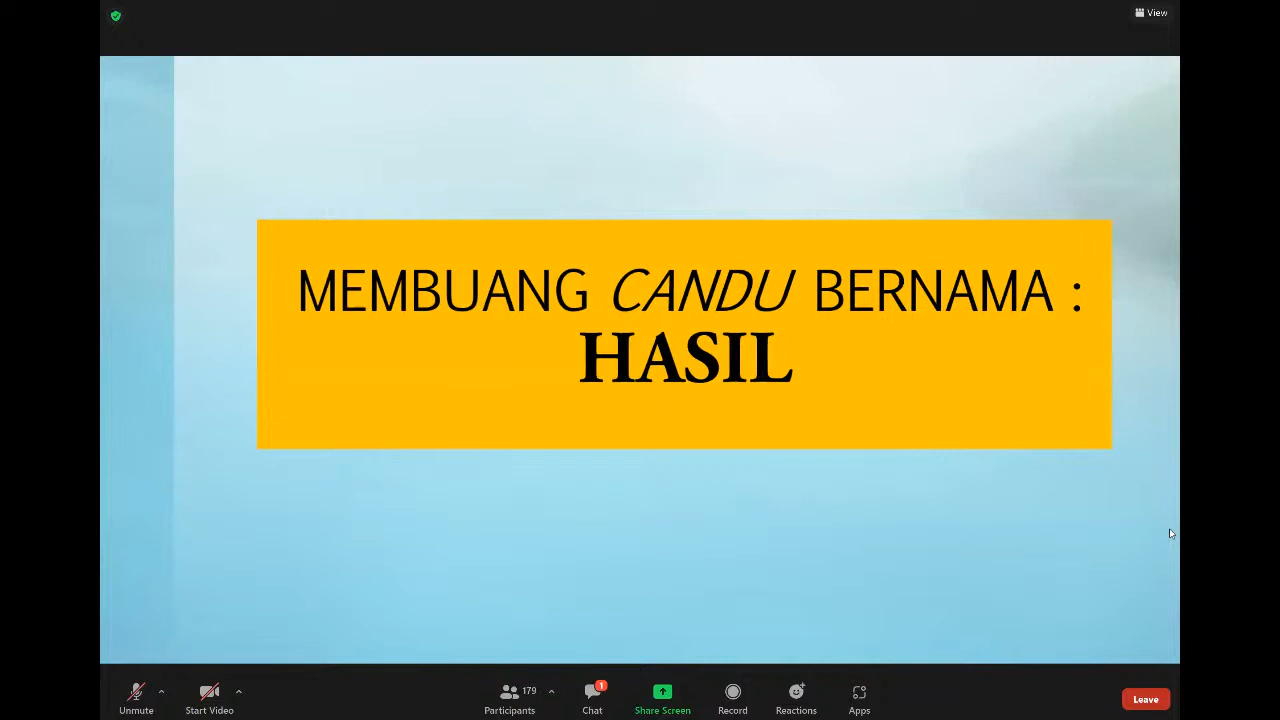 View
MEMBUANG CANDU BERNAMA :
HASIL
Unmute
Start Video
179
Participants
1
Chat
Share Screen
Record
Reactions
Apps
Leave